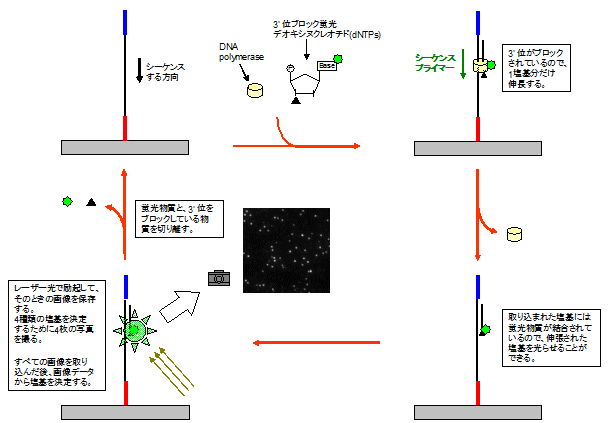 シーケンス
する方向
DNA
polymerase
3' 位ブロック蛍光
デオキシヌクレオチド(dNTPs)
P
Base
シーケンス
プライマー
3' 位がブロック
されているので、
1塩基分だけ
伸長する。
蛍光物質と、3' 位を
ブロックしている物
質を切り離す。
レーザー光で励起して、
そのときの画像を保存
する。
4種類の塩基を決定
するために4枚の写真
を撮る。
すべての画像を取り
込んだ後、画像データ
から塩基を決定する。
取り込まれた塩基には
蛍光物質が結合されて
いるので、伸張された
塩基を光らせることが
できる。